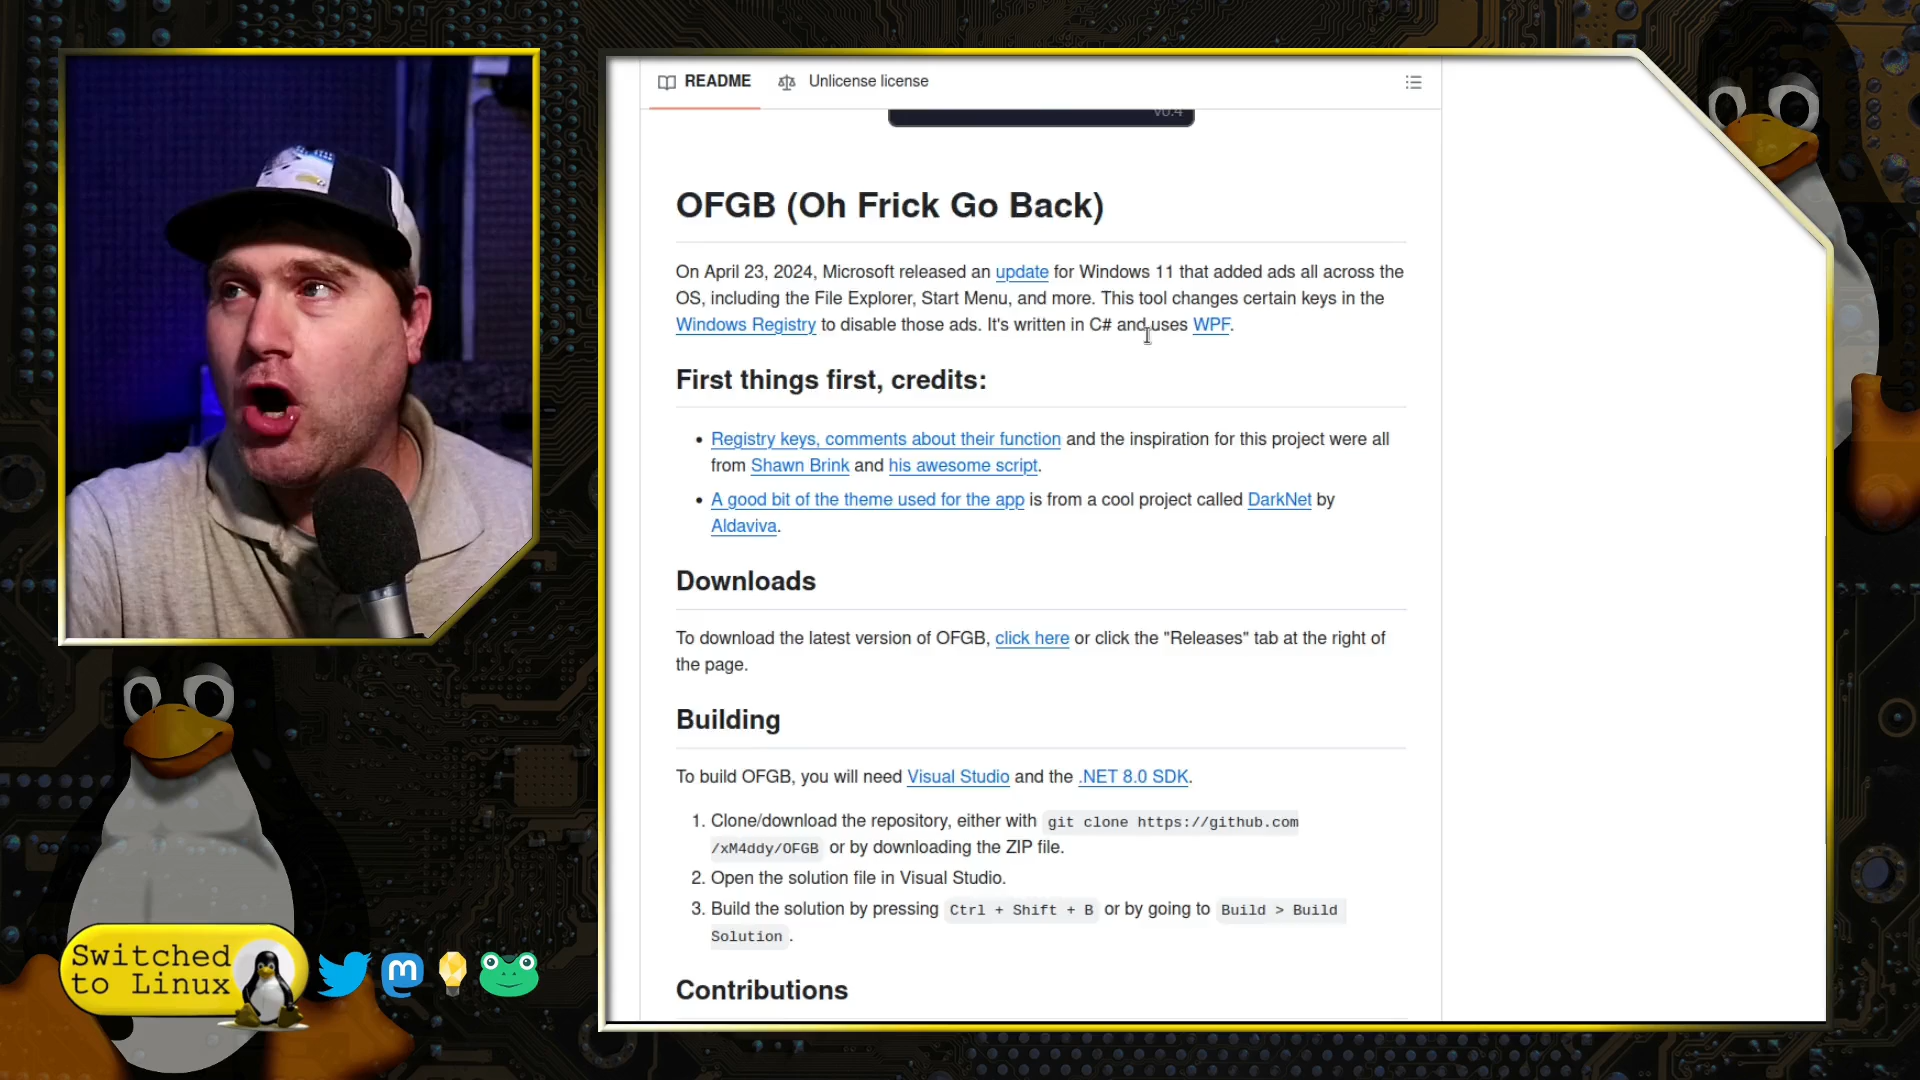 README
Unlicense license
v0.4
OFGB (Oh Frick Go Back)
On April 23, 2024, Microsoft released an update for Windows 11 that added ads all across the
OS, including the File Explorer, Start Menu, and more. This tool changes certain keys in the
Windows Registry to disable those ads. It's written in C# and uses WPF.
First things first, credits:
• Registry keys, comments about their function and the inspiration for this project were all
from Shawn Brink and his awesome script.
• A good bit of the theme used for the app is from a cool project called DarkNet by
Aldaviva.
Downloads
To download the latest version of OFGB, click here or click the "Releases" tab at the right of
the page.
Building
To build OFGB, you will need Visual Studio and the .NET 8.0 SDK.
1. Clone/download the repository, either with git clone https://github.com
/xM4ddy/OFGB or by downloading the ZIP file.
2. Open the solution file in Visual Studio.
3. Build the solution by pressing Ctrl + Shift + B or by going to Build > Build
Solution .
Contributions
Switched
to Linux
m